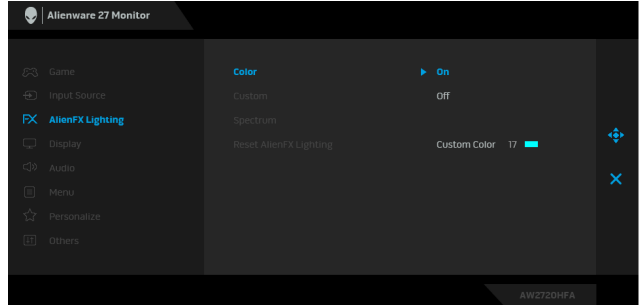 Alienware 27 Monitor
Game
Color
On
Input Source
Custom
Off
FX AlienFX Lighting
Spectrum
Display
Reset AlienFX Lighting
Custom Color 17
Audio
Menu
Personalize
Others
AW2720HFA